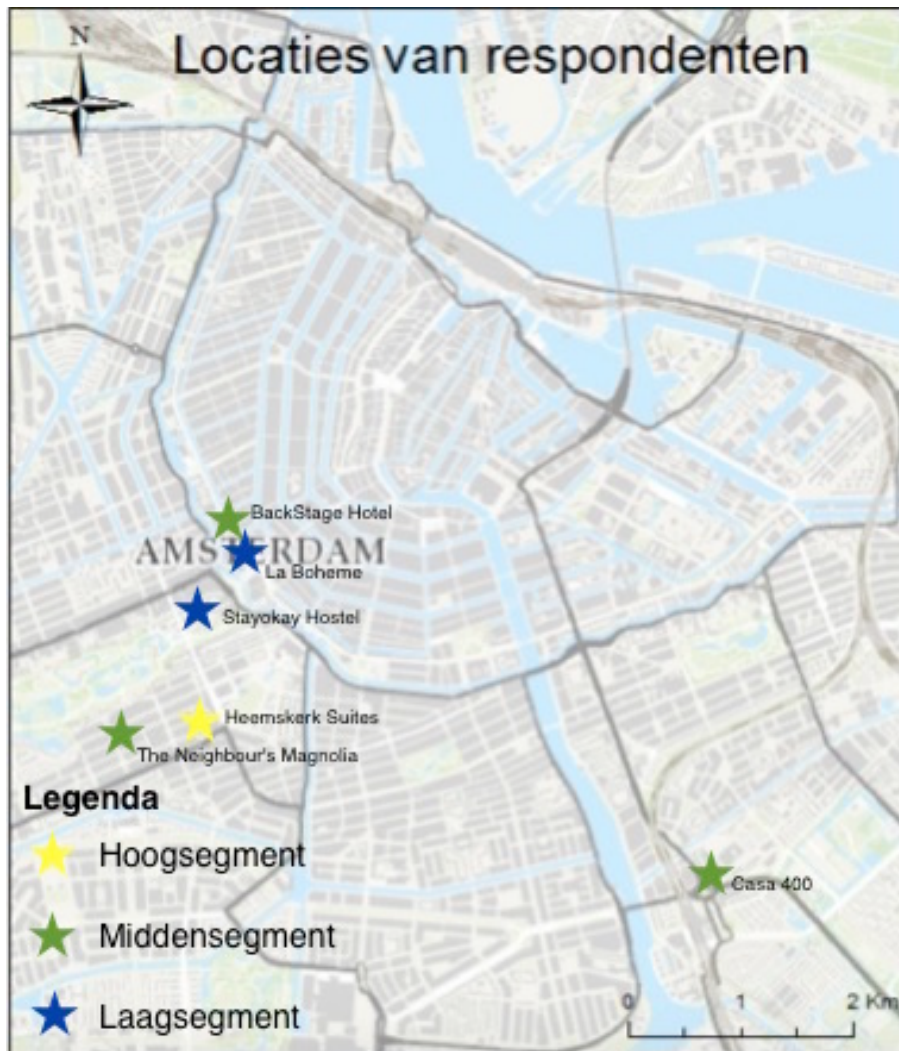 N
Locaties van respondenten
BackStage Hotel
AMSTERDAM
La Boheme
Stayokay Hostel
Heemskerk Suites
The Neighbour's Magnolia
Legenda
Hoogsegment
Casa 400
Middensegment
0 1 2 Km
Laagsegment